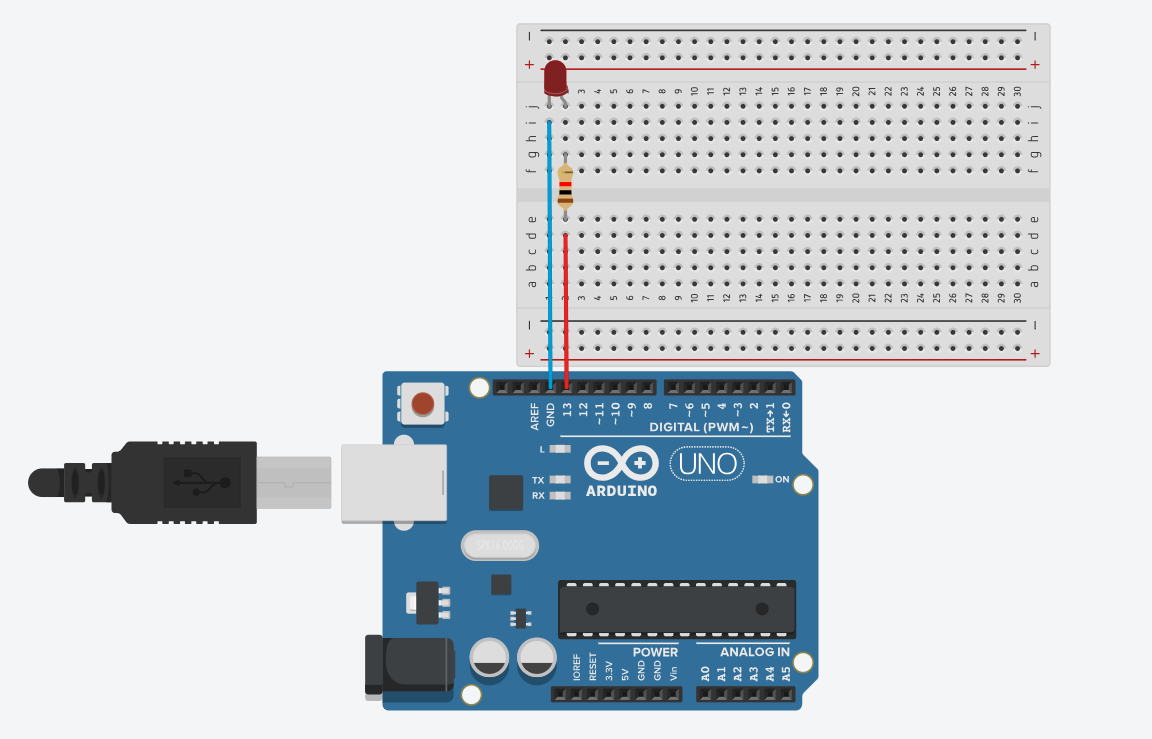 − −
+ +
1 2 3 4 5 6 7 8 9 10 11 12 13 14 15 16 17 18 19 20 21 22 23 24 25 26 27 28 29 30
j j
i i
h h
g g
f f
e e
d d
c c
b b
a a
1 2 3 4 5 6 7 8 9 10 11 12 13 14 15 16 17 18 19 20 21 22 23 24 25 26 27 28 29 30
− −
+ +
AREF GND 13 12 ~11 ~10 ~9 8 7 ~6 ~5 4 ~3 2 TX→1 RX←0
DIGITAL (PWM~)
L
TX
RX
ARDUINO
UNO
ON
POWER ANALOG IN
IOREF RESET 3.3V 5V GND GND Vin A0 A1 A2 A3 A4 A5